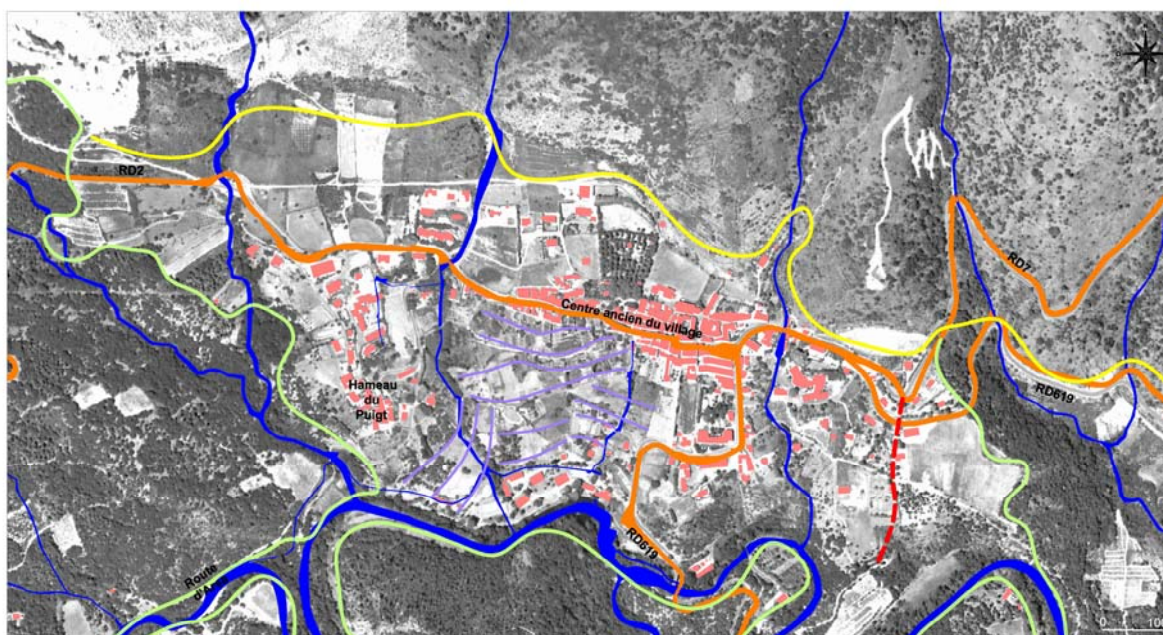 RD2
RD7
Centre ancien du village
Hameau
du
Puigt
RD619
RD619
Route
0